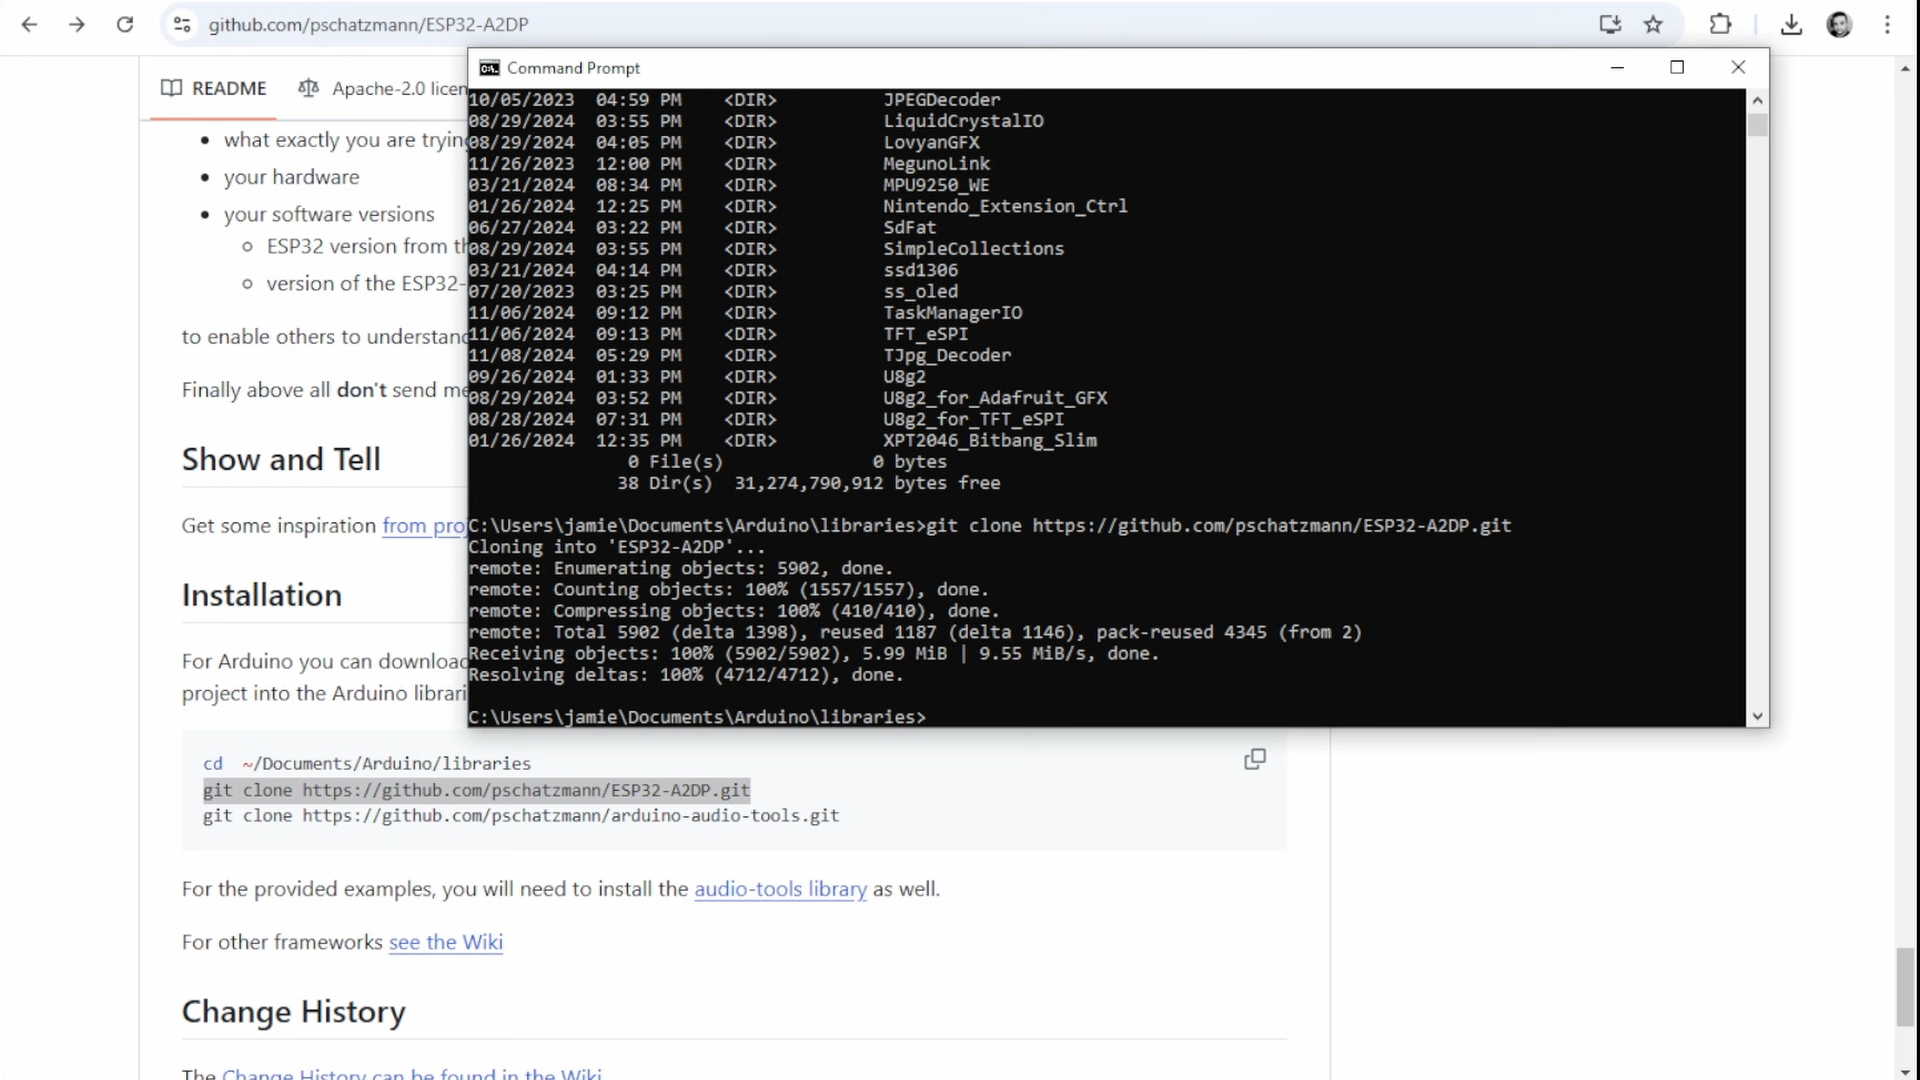 github.com/pschatzmann/ESP32-A2DP
README
Apache-2.0 licen
what exactly you are trying
your hardware
your software versions
ESP32 version from th
version of the ESP32-
to enable others to understand
Finally above all don't send me
Show and Tell
Get some inspiration from proj
Installation
For Arduino you can download
project into the Arduino librari
Command Prompt
10/05/2023 04:59 PM <DIR> JPEGDecoder
08/29/2024 03:55 PM <DIR> LiquidCrystalIO
08/29/2024 04:05 PM <DIR> LovyanGFX
11/26/2023 12:00 PM <DIR> MegunoLink
03/21/2024 08:34 PM <DIR> MPU9250_WE
01/26/2024 12:25 PM <DIR> Nintendo_Extension_Ctrl
06/27/2024 03:22 PM <DIR> SdFat
08/29/2024 03:55 PM <DIR> SimpleCollections
03/21/2024 04:14 PM <DIR> ssd1306
07/20/2023 03:25 PM <DIR> ss_oled
11/06/2024 09:12 PM <DIR> TaskManagerIO
11/06/2024 09:13 PM <DIR> TFT_eSPI
11/08/2024 05:29 PM <DIR> TJpg_Decoder
09/26/2024 01:33 PM <DIR> U8g2
08/29/2024 03:52 PM <DIR> U8g2_for_Adafruit_GFX
08/28/2024 07:31 PM <DIR> U8g2_for_TFT_eSPI
01/26/2024 12:35 PM <DIR> XPT2046_Bitbang_Slim
0 File(s) 0 bytes
38 Dir(s) 31,274,790,912 bytes free
C:\Users\jamie\Documents\Arduino\libraries>git clone https://github.com/pschatzmann/ESP32-A2DP.git
Cloning into 'ESP32-A2DP'...
remote: Enumerating objects: 5902, done.
remote: Counting objects: 100% (1557/1557), done.
remote: Compressing objects: 100% (410/410), done.
remote: Total 5902 (delta 1398), reused 1187 (delta 1146), pack-reused 4345 (from 2)
Receiving objects: 100% (5902/5902), 5.99 MiB | 9.55 MiB/s, done.
Resolving deltas: 100% (4712/4712), done.
C:\Users\jamie\Documents\Arduino\libraries>
cd ~/Documents/Arduino/libraries
git clone https://github.com/pschatzmann/ESP32-A2DP.git
git clone https://github.com/pschatzmann/arduino-audio-tools.git
For the provided examples, you will need to install the audio-tools library as well.
For other frameworks see the Wiki
Change History
The Change History can be found in the Wiki